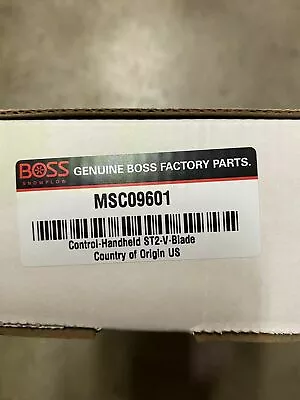 BOSS
SNOWPLOW
GENUINE BOSS FACTORY PARTS.
MSC09601
Control-Handheld ST2-V-Blade
Country of Origin US